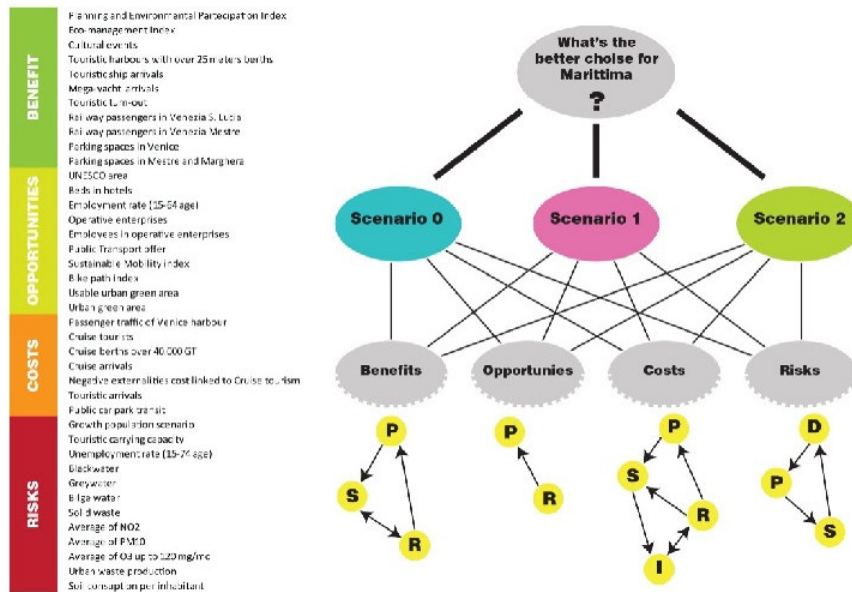 BENEFIT
Planning and Environmental Partecipation Index
Eco-management Index
Cultural events
Touristic harbours with over 25 meters berths
Touristic ship arrivals
Mega-yacht arrivals
Touristic turn-out
Railway passengers in Venezia S. Lucia
Railway passengers in Venezia Mestre
Parking spaces in Venice
Parking spaces in Mestre and Marghera
OPPORTUNITIES
UNESCO area
Beds in hotels
Employment rate (15-64 age)
Operative enterprises
Employees in operative enterprises
Public Transport offer
Sustainable Mobility index
Bike path index
Usable urban green area
Urban green area
COSTS
Passenger traffic of Venice harbour
Cruise tourists
Cruise berths over 40.000 GT
Cruise arrivals
Negative externalities cost linked to Cruise tourism
Touristic arrivals
Public car park transit
RISKS
Growth population scenario
Touristic carrying capacity
Unemployment rate (15-74 age)
Blackwater
Greywater
Bilge water
Solid waste
Average of NO2
Average of PM10
Average of O3 up to 120 mg/mc
Urban waste production
Soil consuption per inhabitant
What's the
better choise for
Marittima
?
Scenario 0
Scenario 1
Scenario 2
Benefits
Opportunies
Costs
Risks
P
S
R
P
R
P
S
R
I
D
P
S